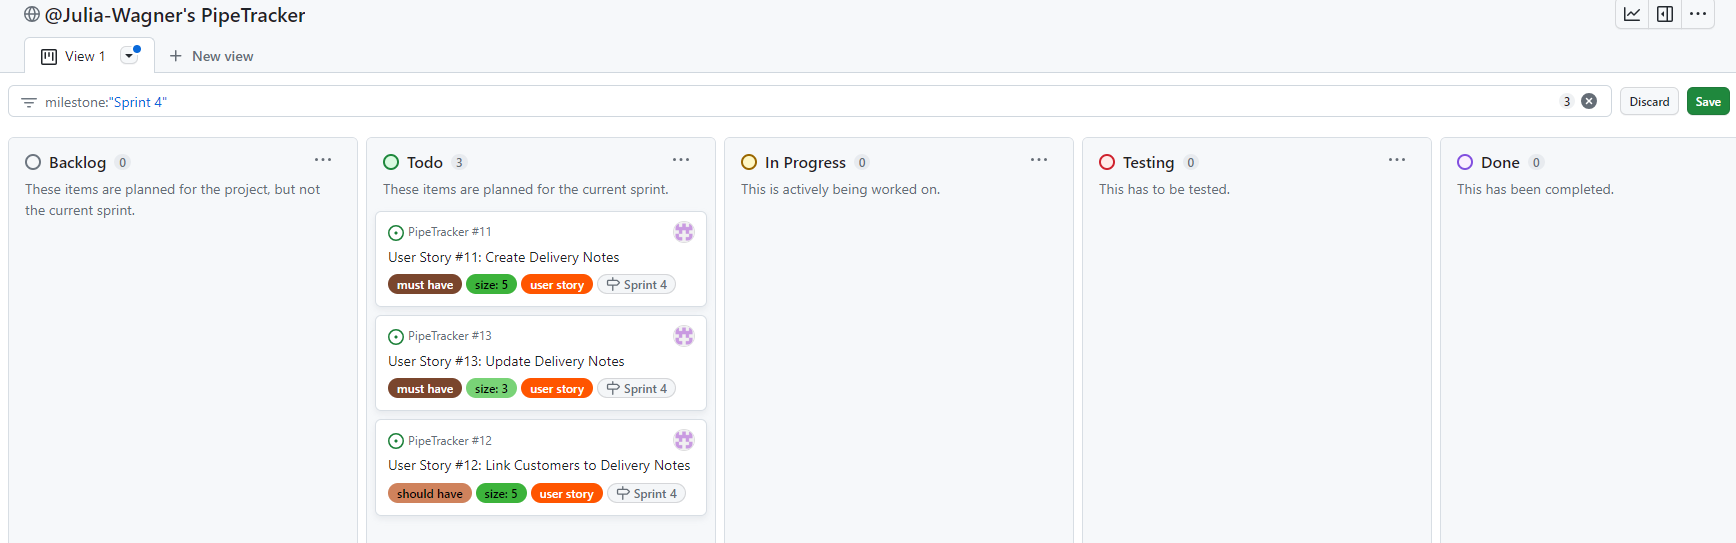 @Julia-Wagner's PipeTracker
View 1
New view
milestone:"Sprint 4"
3
Discard
Save
Backlog 0
These items are planned for the project, but not
the current sprint.
Todo 3
These items are planned for the current sprint.
PipeTracker #11
User Story #11: Create Delivery Notes
must have size: 5 user story Sprint 4
PipeTracker #13
User Story #13: Update Delivery Notes
must have size: 3 user story Sprint 4
PipeTracker #12
User Story #12: Link Customers to Delivery Notes
should have size: 5 user story Sprint 4
In Progress 0
This is actively being worked on.
Testing 0
This has to be tested.
Done 0
This has been completed.